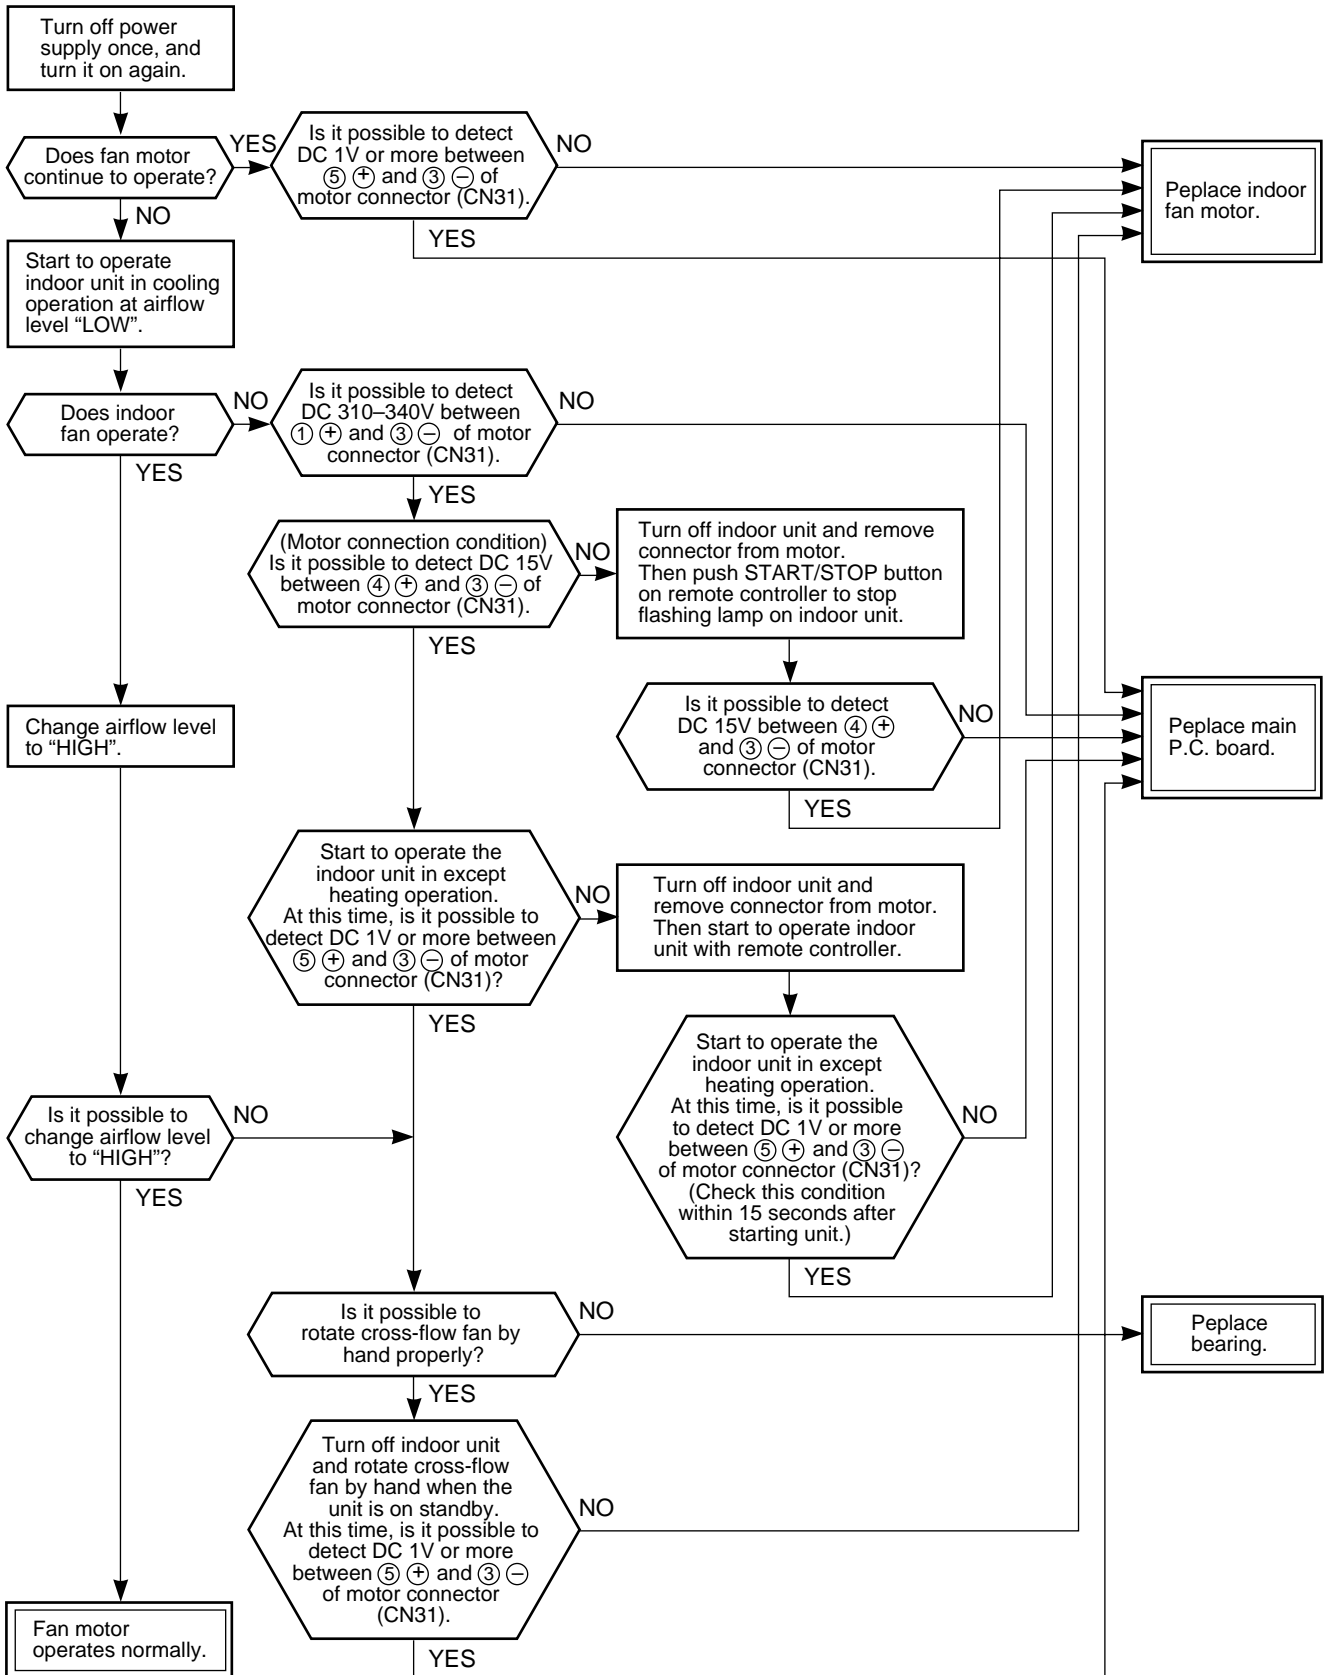 Turn off power
supply once, and
turn it on again.
Does fan motor
continue to operate?
YES
NO
Is it possible to detect
DC 1V or more between
⑤ ⊕ and ③ ⊖ of
motor connector (CN31).
NO
YES
Peplace indoor
fan motor.
Start to operate
indoor unit in cooling
operation at airflow
level “LOW”.
Does indoor
fan operate?
NO
YES
Is it possible to detect
DC 310–340V between
① ⊕ and ③ ⊖ of motor
connector (CN31).
NO
YES
(Motor connection condition)
Is it possible to detect DC 15V
between ④ ⊕ and ③ ⊖ of
motor connector (CN31).
NO
YES
Turn off indoor unit and remove
connector from motor.
Then push START/STOP button
on remote controller to stop
flashing lamp on indoor unit.
Is it possible to detect
DC 15V between ④ ⊕
and ③ ⊖ of motor
connector (CN31).
NO
YES
Peplace main
P.C. board.
Change airflow level
to “HIGH”.
Start to operate the
indoor unit in except
heating operation.
At this time, is it possible to
detect DC 1V or more between
⑤ ⊕ and ③ ⊖ of motor
connector (CN31)?
NO
YES
Turn off indoor unit and
remove connector from motor.
Then start to operate indoor
unit with remote controller.
Start to operate the
indoor unit in except
heating operation.
At this time, is it possible
to detect DC 1V or more
between ⑤ ⊕ and ③ ⊖
of motor connector (CN31)?
(Check this condition
within 15 seconds after
starting unit.)
NO
YES
Is it possible to
change airflow level
to “HIGH”?
NO
YES
Is it possible to
rotate cross-flow fan by
hand properly?
NO
YES
Peplace
bearing.
Turn off indoor unit
and rotate cross-flow
fan by hand when the
unit is on standby.
At this time, is it possible to
detect DC 1V or more
between ⑤ ⊕ and ③ ⊖
of motor connector
(CN31).
NO
YES
Fan motor
operates normally.